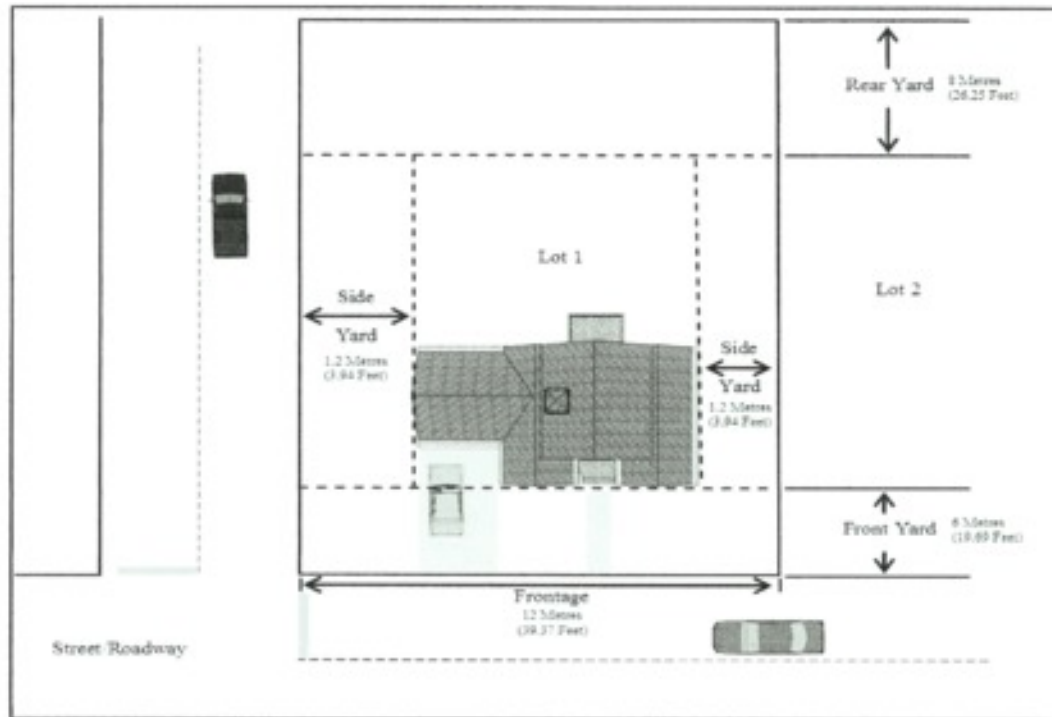 Rear Yard
8 Metres
(26.25 Feet)
Lot 1
Lot 2
Side
Yard
1.2 Metres
(3.94 Feet)
Side
Yard
1.2 Metres
(3.94 Feet)
Front Yard
6 Metres
(19.69 Feet)
Frontage
12 Metres
(39.37 Feet)
Street Roadway